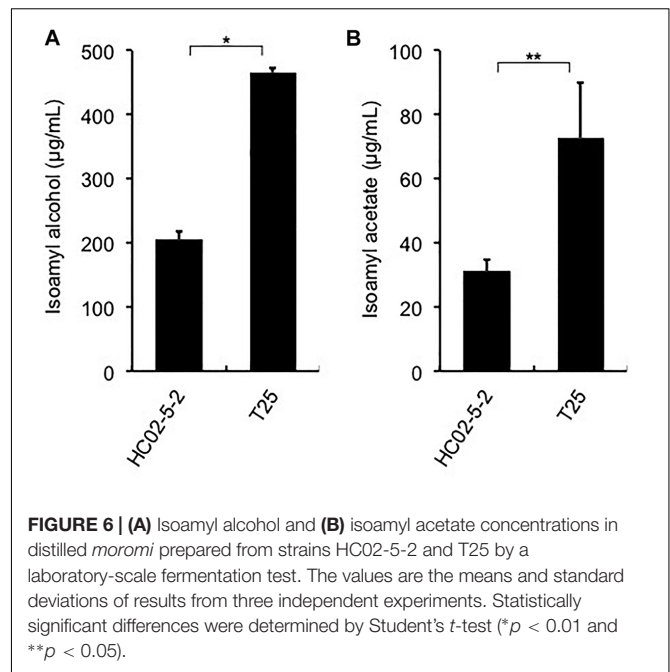 A
B
500
400
300
200
100
0
Isoamyl alcohol (µg/mL)
*
HC02-5-2
T25
100
80
60
40
20
0
Isoamyl acetate (µg/mL)
**
HC02-5-2
T25
FIGURE 6 | (A) Isoamyl alcohol and (B) isoamyl acetate concentrations in
distilled moromi prepared from strains HC02-5-2 and T25 by a
laboratory-scale fermentation test. The values are the means and standard
deviations of results from three independent experiments. Statistically
significant differences were determined by Student's t-test (*p < 0.01 and
**p < 0.05).